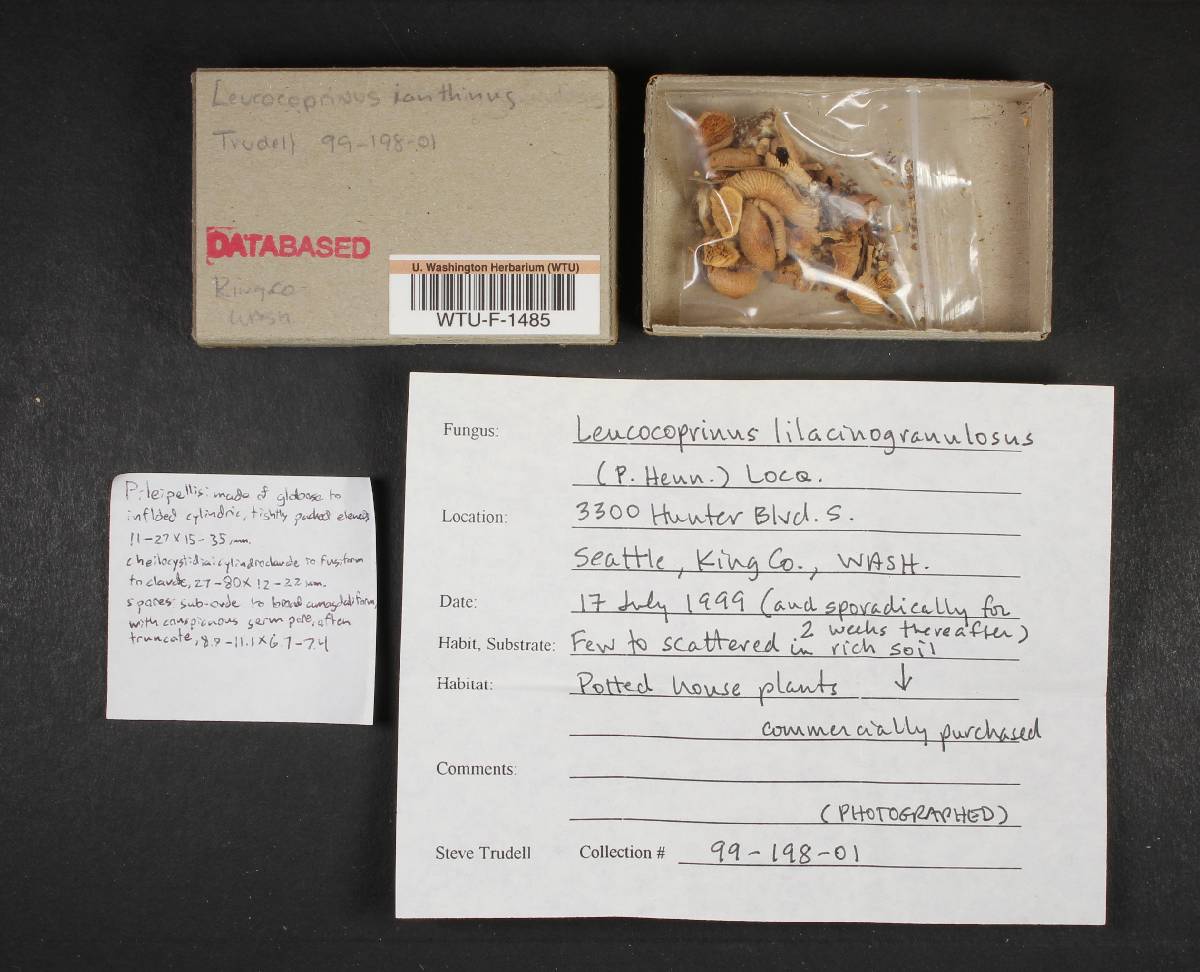 Leucocoprinus ianthinus
Trudell 99-198-01
DATABASED
King Co
Wash.
U. Washington Herbarium (WTU)
WTU-F-1485
Fungus: Leucocoprinus lilacinogranulosus
(P. Henn.) Locq.
Location: 3300 Hunter Blvd. S.
Seattle, King Co., WASH.
Date: 17 July 1999 (and sporadically for
2 weeks thereafter)
Habit, Substrate: Few to scattered in rich soil
Habitat: Potted house plants ↓
commercially purchased
Comments:
(PHOTOGRAPHED)
Steve Trudell Collection # 99-198-01
Pileipellis: made of globose to
inflded cylindric, tightly packed elements
11-27 x 15-35 µm.
cheilocystidia: cylindroclavate to fusiform
to clavate, 27-80 x 12-22 µm.
spores: sub-ovate to broad amygdaliform,
with conspicuous germ pore, often
truncate, 8.9-11.1 x 6.7-7.4